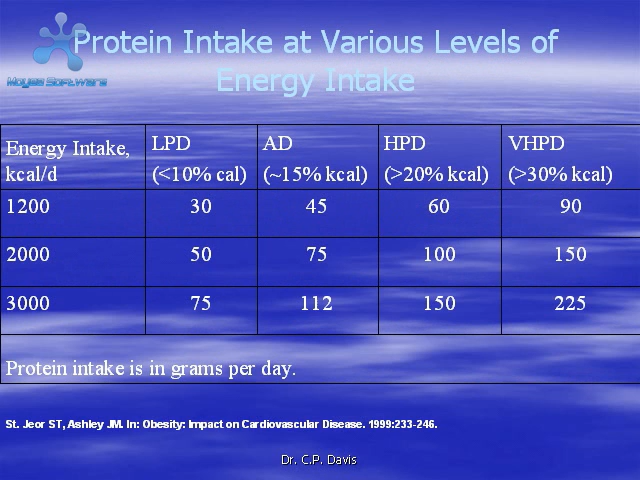 Protein Intake at Various Levels of
Energy Intake
Moyea Software
Energy Intake, kcal/d LPD (<10% cal) AD (~15% kcal) HPD (>20% kcal) VHPD (>30% kcal)
1200 30 45 60 90
2000 50 75 100 150
3000 75 112 150 225
Protein intake is in grams per day.
St. Jeor ST, Ashley JM. In: Obesity: Impact on Cardiovascular Disease. 1999:233-246.
Dr. C.P. Davis